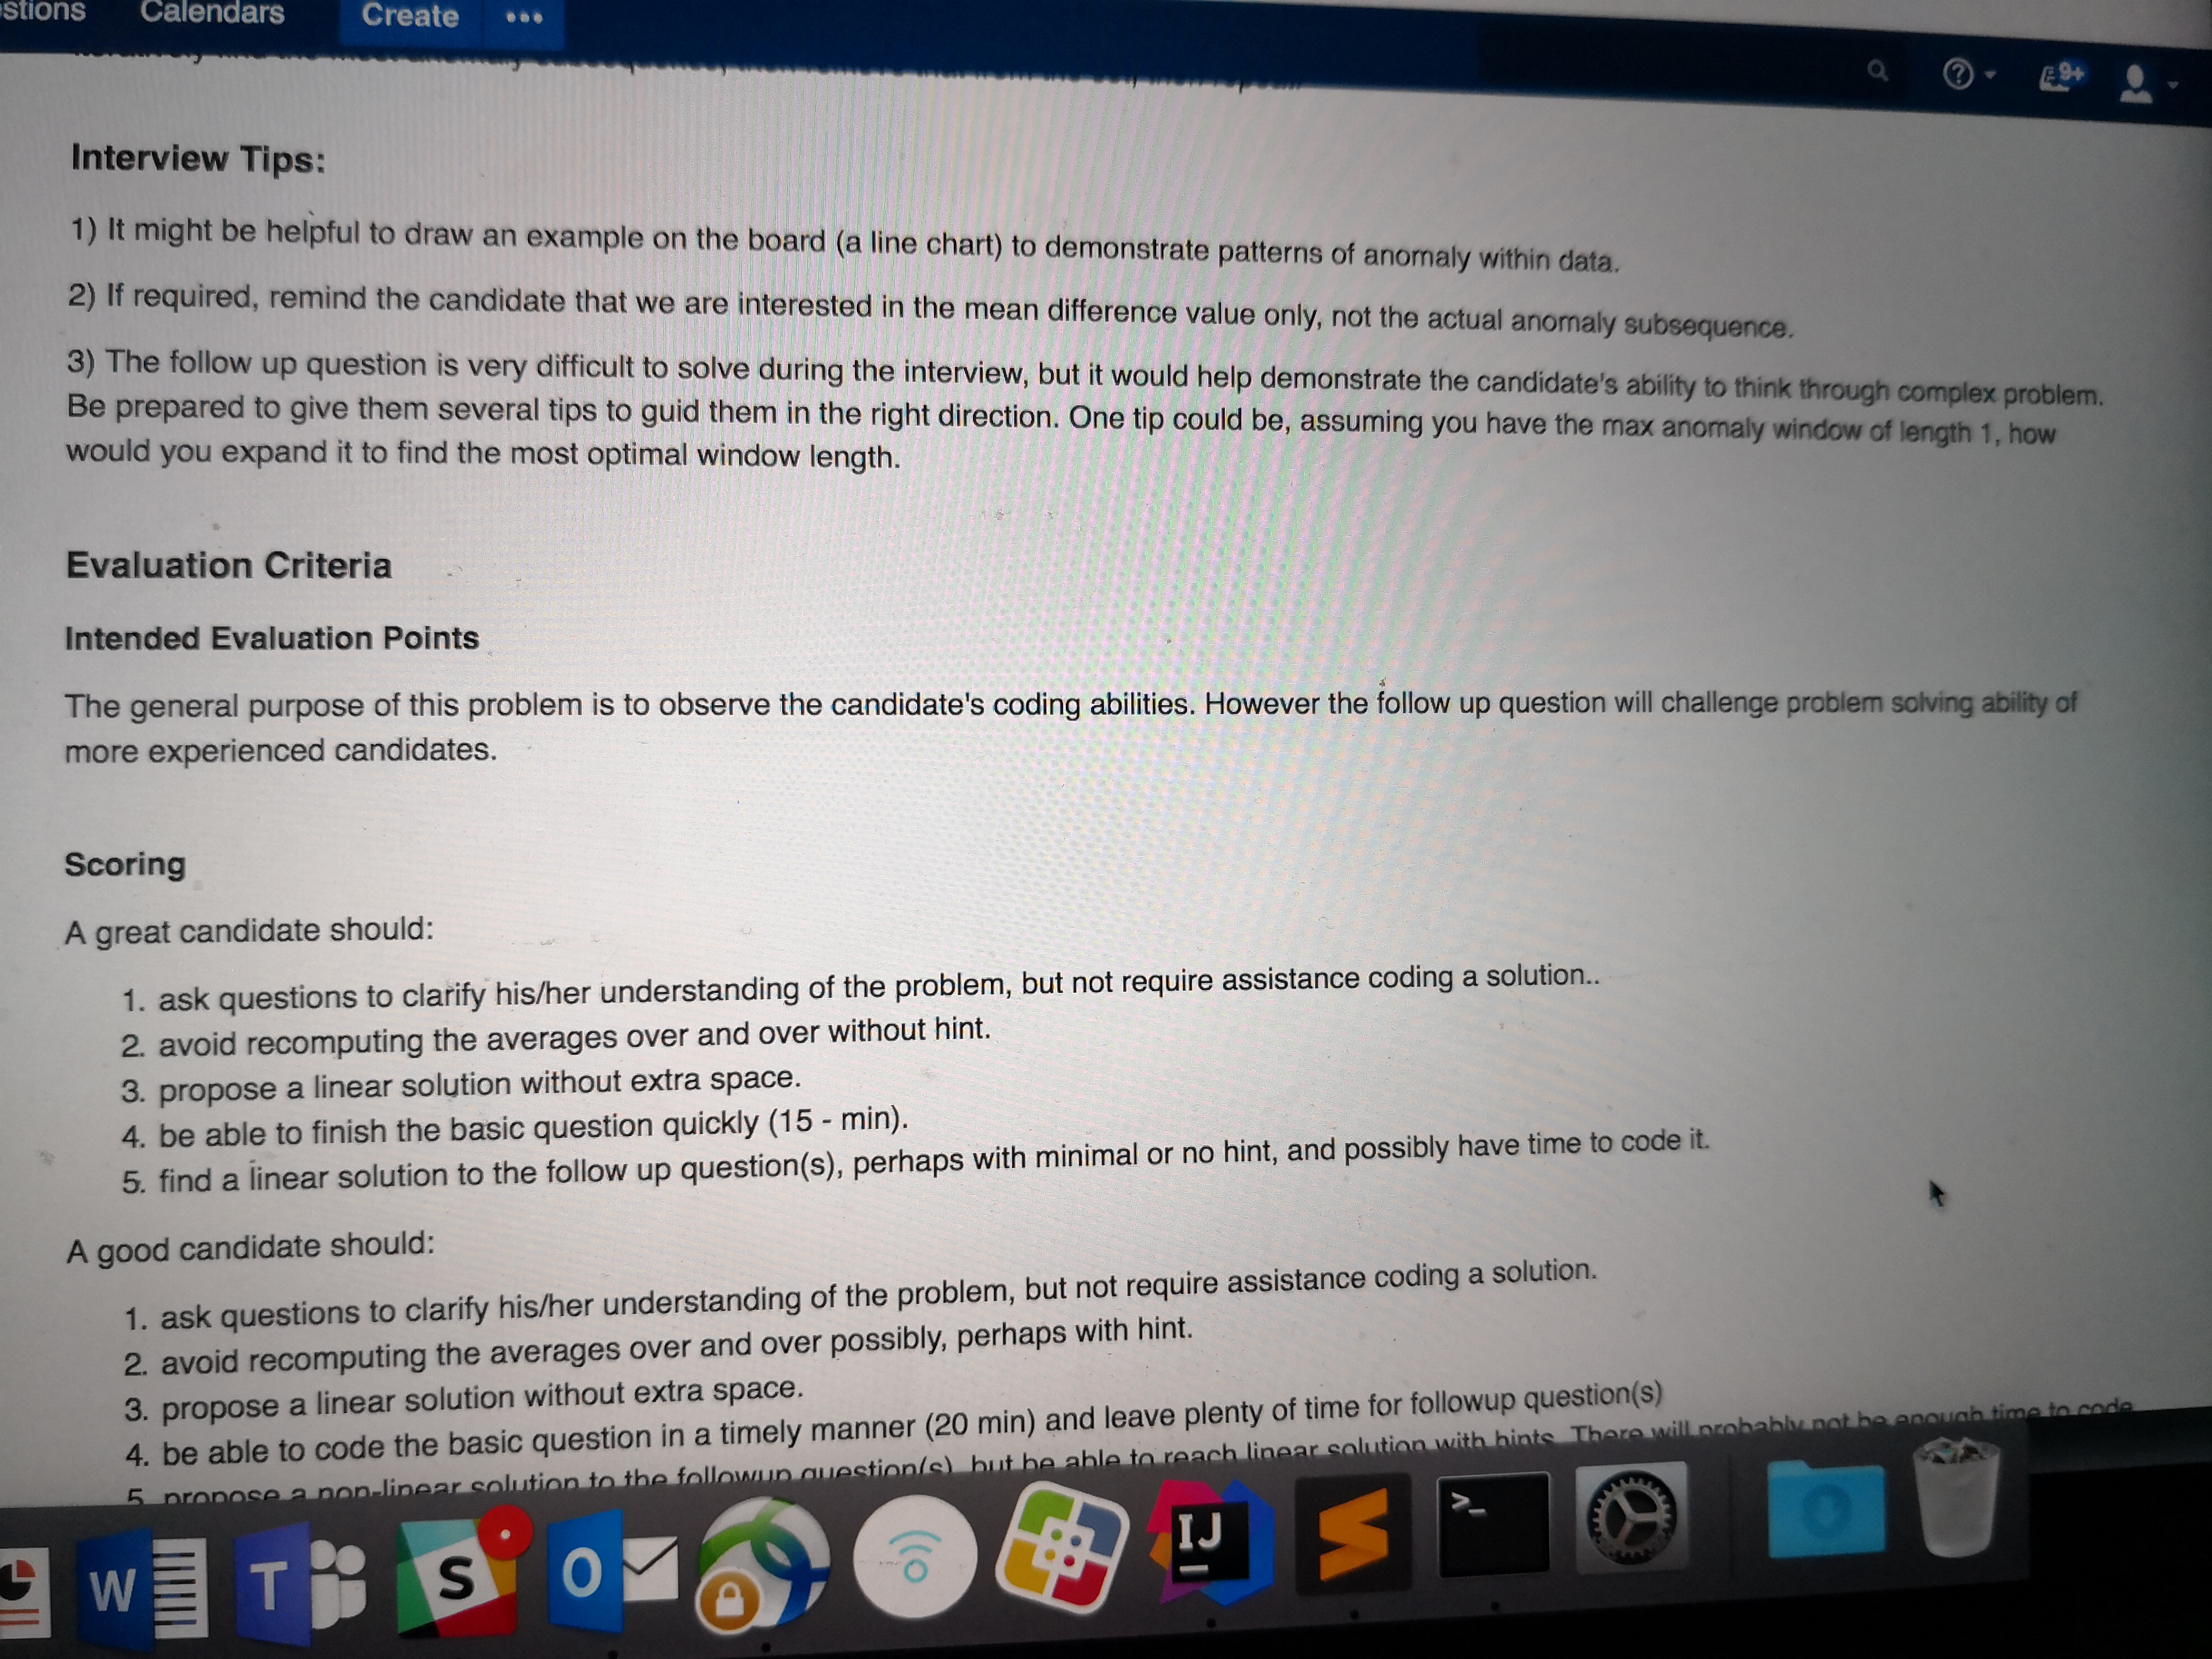 Calendars
Create
9+
Interview Tips:
1) It might be helpful to draw an example on the board (a line chart) to demonstrate patterns of anomaly within data.
2) If required, remind the candidate that we are interested in the mean difference value only, not the actual anomaly subsequence.
3) The follow up question is very difficult to solve during the interview, but it would help demonstrate the candidate's ability to think through complex problem.
Be prepared to give them several tips to guid them in the right direction. One tip could be, assuming you have the max anomaly window of length 1, how
would you expand it to find the most optimal window length.
Evaluation Criteria
Intended Evaluation Points
The general purpose of this problem is to observe the candidate's coding abilities. However the follow up question will challenge problem solving ability of
more experienced candidates.
Scoring
A great candidate should:
1. ask questions to clarify his/her understanding of the problem, but not require assistance coding a solution..
2. avoid recomputing the averages over and over without hint.
3. propose a linear solution without extra space.
4. be able to finish the basic question quickly (15 - min).
5. find a linear solution to the follow up question(s), perhaps with minimal or no hint, and possibly have time to code it.
A good candidate should:
1. ask questions to clarify his/her understanding of the problem, but not require assistance coding a solution.
2. avoid recomputing the averages over and over possibly, perhaps with hint.
3. propose a linear solution without extra space.
4. be able to code the basic question in a timely manner (20 min) and leave plenty of time for followup question(s)
5. propose a non-linear solution to the followup question(s), but be able to reach linear solution with hints. There will probably not be enough time to code
W
T
S
O
IJ
>_